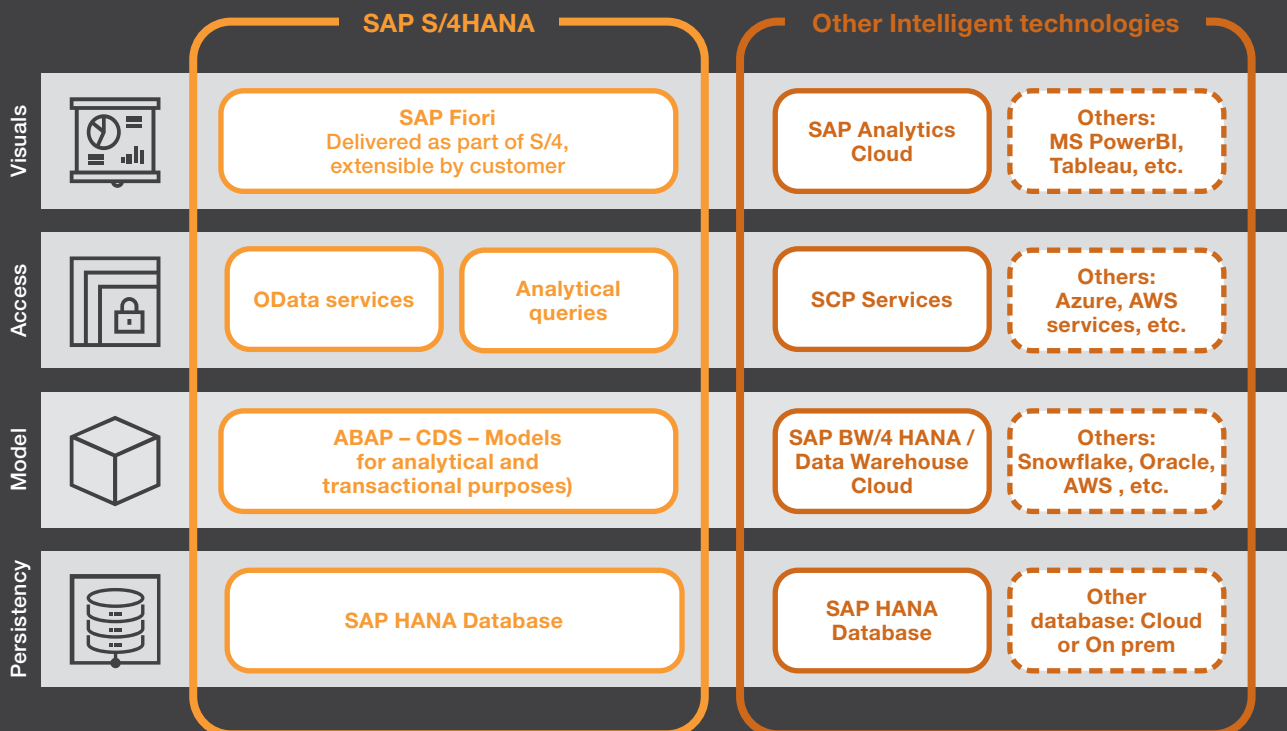 SAP S/4HANA
Other Intelligent technologies
Visuals
SAP Fiori
Delivered as part of S/4,
extensible by customer
SAP Analytics
Cloud
Others:
MS PowerBI,
Tableau, etc.
Access
OData services
Analytical
queries
SCP Services
Others:
Azure, AWS
services, etc.
Model
ABAP – CDS – Models
for analytical and
transactional purposes)
SAP BW/4 HANA /
Data Warehouse
Cloud
Others:
Snowflake, Oracle,
AWS , etc.
Persistency
SAP HANA Database
SAP HANA
Database
Other
database: Cloud
or On prem